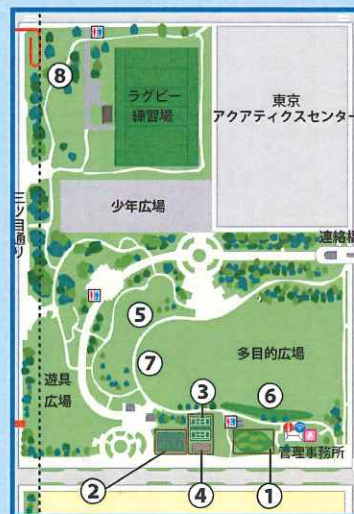 ⑧
ラグビー
練習場
東京
アクアティクスセンター
三ツ目通り
少年広場
連絡橋
⑤
⑦
多目的広場
遊具
広場
③
⑥
管理事務所
②
④
①